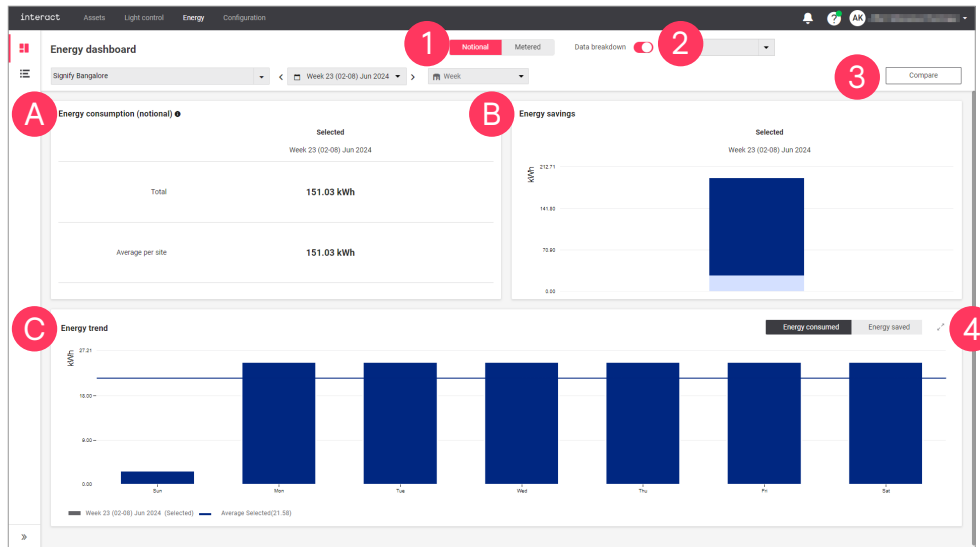 interact Assets Light control Energy Configuration AK
Energy dashboard 1 Notional Metered Data breakdown 2
Signify Bangalore Week 23 (02-08) Jun 2024 Week 3 Compare
A Energy consumption (notional) B Energy savings
Selected Selected
Week 23 (02-08) Jun 2024 Week 23 (02-08) Jun 2024
kWh 212.71
Total 151.03 kWh
141.80
Average per site 151.03 kWh
70.90
0.00
C Energy trend Energy consumed Energy saved 4
kWh 27.21
18.00
9.00
0.00
Sun Mon Tue Wed Thu Fri Sat
Week 23 (02-08) Jun 2024 (Selected) Average Selected(21.58)